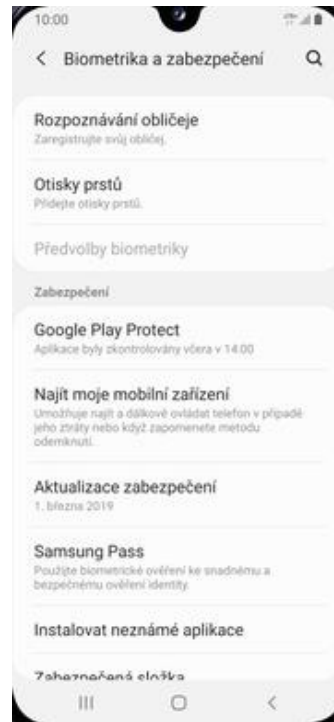 10:00
Biometrika a zabezpečení
Rozpoznávání obličeje
Zaregistrujte svůj obličej.
Otisky prstů
Přidejte otisky prstů.
Předvolby biometriky
Zabezpečení
Google Play Protect
Aplikace byly zkontrolovány včera v 14:00
Najít moje mobilní zařízení
Umožňuje najít a dálkově ovládat telefon v případě
jeho ztráty nebo když zapomenete metodu
odemknutí.
Aktualizace zabezpečení
1. března 2019
Samsung Pass
Použijte biometrické ověření ke snadnému a
bezpečnému ověření identity.
Instalovat neznámé aplikace
Zabezpečená složka